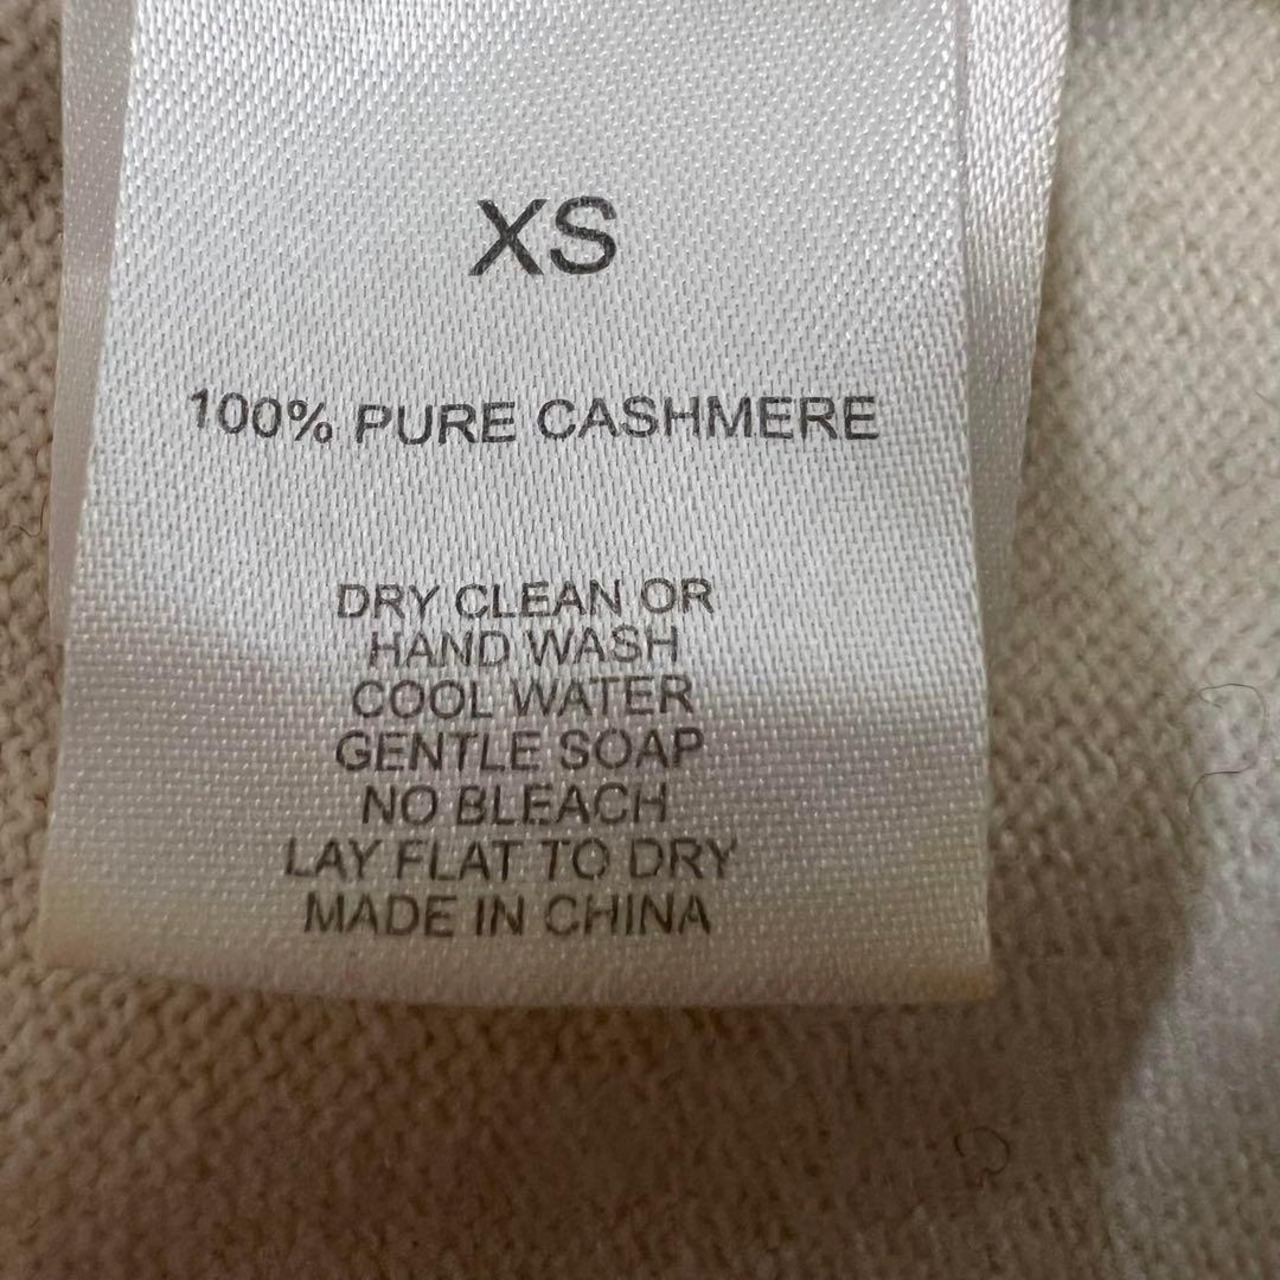 XS
100% PURE CASHMERE
DRY CLEAN OR
HAND WASH
COOL WATER
GENTLE SOAP
NO BLEACH
LAY FLAT TO DRY
MADE IN CHINA